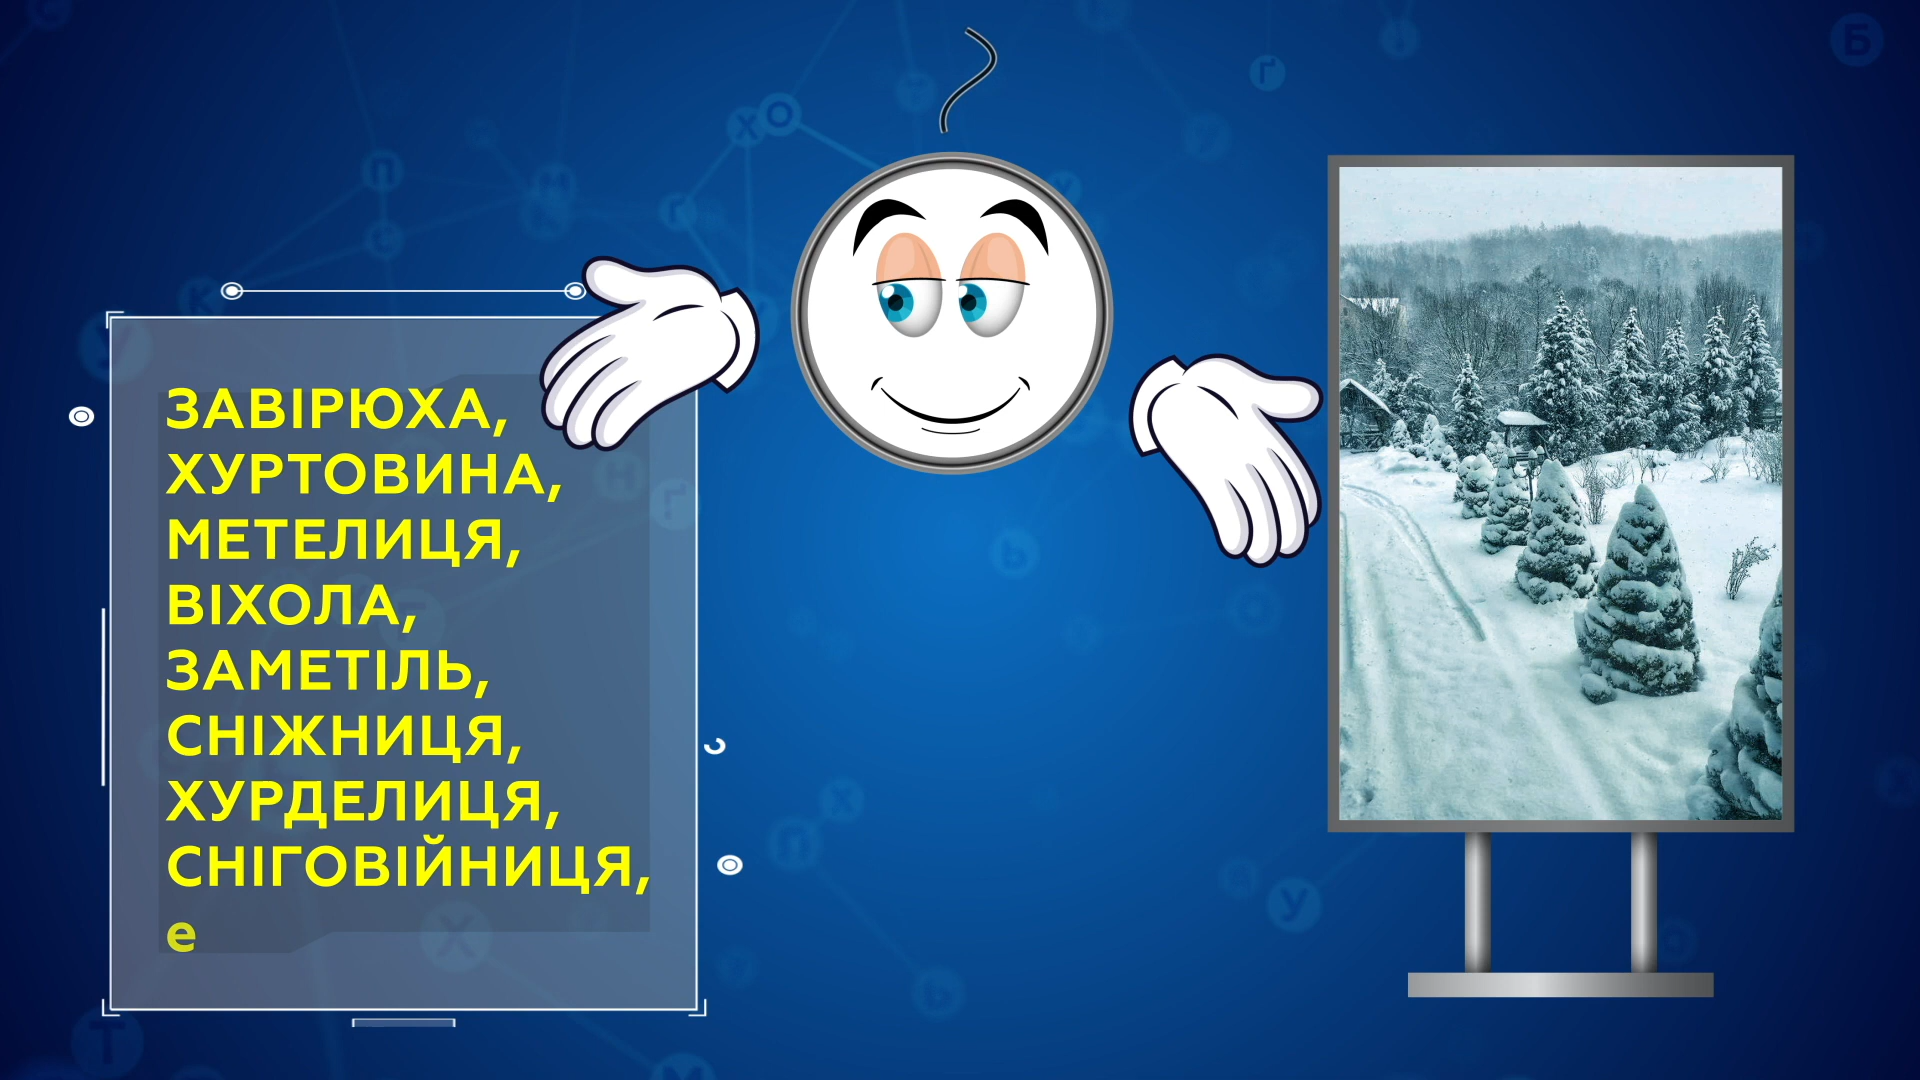 ЗАВІРЮХА,
ХУРТОВИНА,
МЕТЕЛИЦЯ,
ВІХОЛА,
ЗАМЕТІЛЬ,
СНІЖНИЦЯ,
ХУРДЕЛИЦЯ,
СНІГОВІЙНИЦЯ,
е